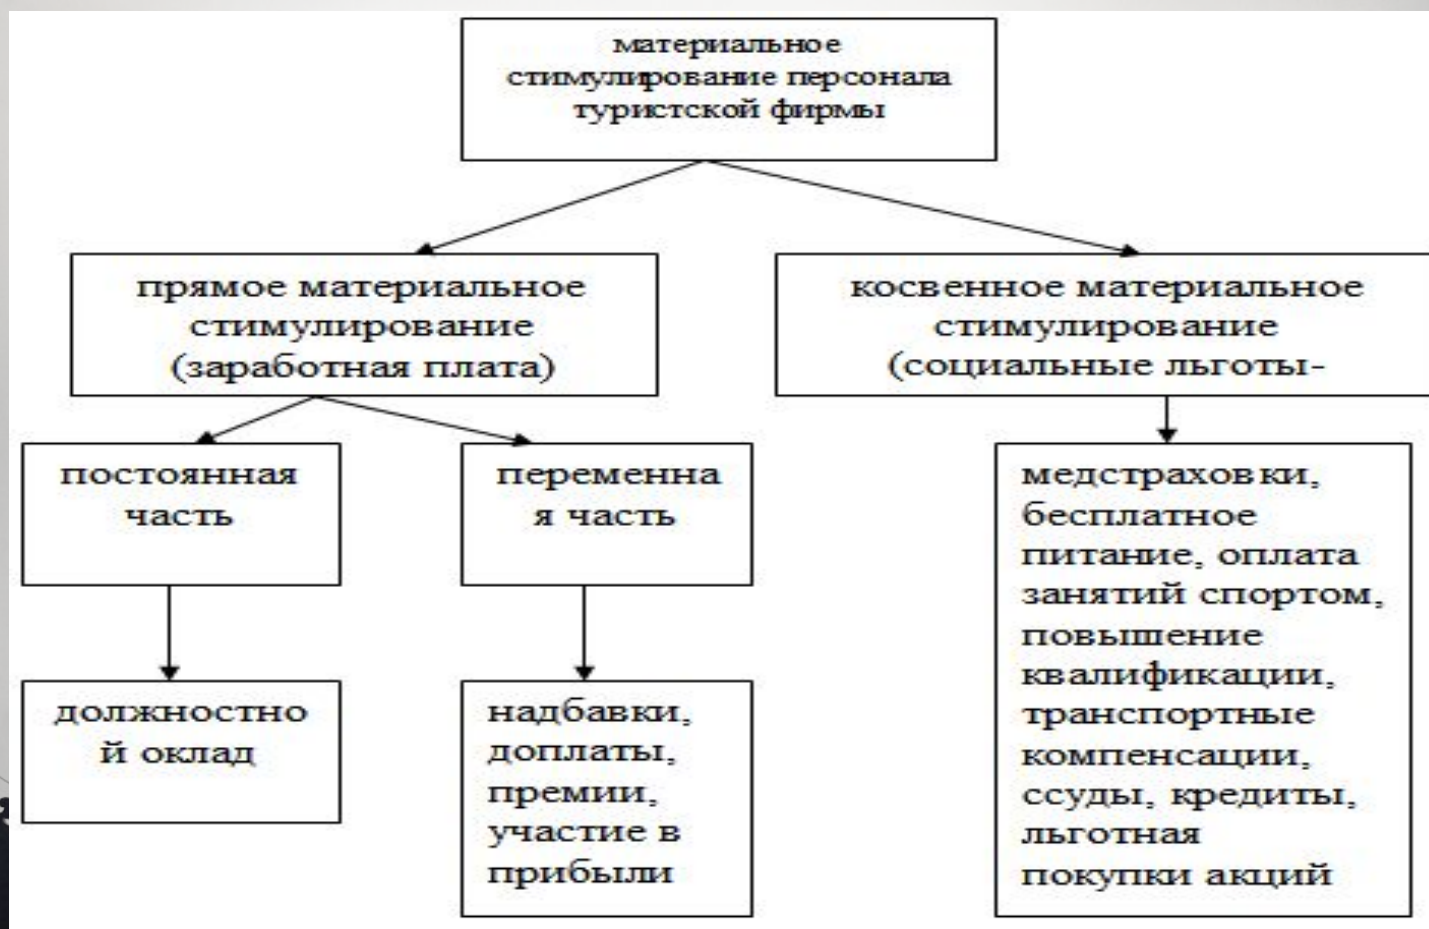 материальное
стимулирование персонала
туристской фирмы
прямое материальное
стимулирование
(заработная плата)
косвенное материальное
стимулирование
(социальные льготы-
постоянная
часть
переменна
я часть
медстраховки,
бесплатное
питание, оплата
занятий спортом,
повышение
квалификации,
транспортные
компенсации,
ссуды, кредиты,
льготная
покупки акций
должностно
й оклад
надбавки,
доплаты,
премии,
участие в
прибыли